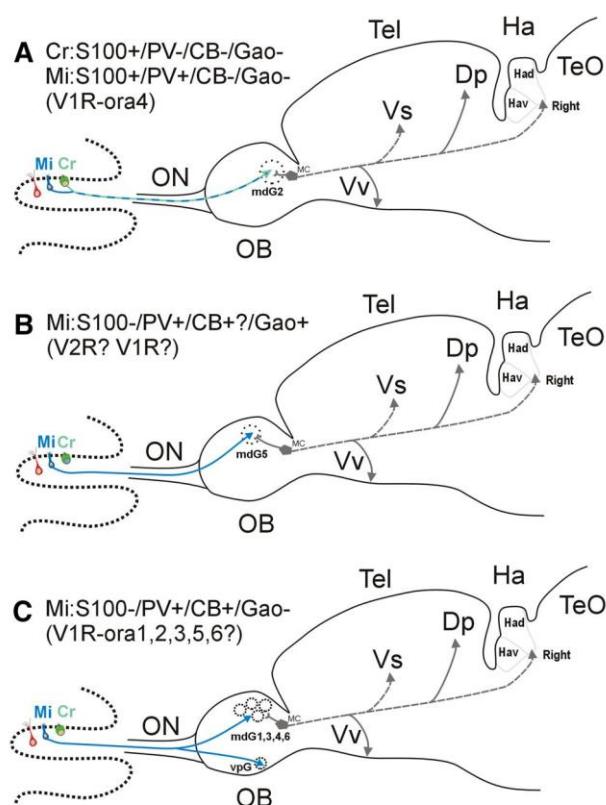 A
Cr:S100+/PV-/CB-/Gao-
Mi:S100+/PV+/CB-/Gao-
(V1R-ora4)
Tel
Ha
TeO
Dp
Had
Vs
Hav
Right
Mi Cr
ON
MC
mdG2
Vv
OB
B
Mi:S100-/PV+/CB+?/Gao+
(V2R? V1R?)
Tel
Ha
TeO
Dp
Had
Vs
Hav
Right
Mi Cr
ON
MC
mdG5
Vv
OB
C
Mi:S100-/PV+/CB+/Gao-
(V1R-ora1,2,3,5,6?)
Tel
Ha
TeO
Dp
Had
Vs
Hav
Right
Mi Cr
ON
MC
mdG1,3,4,6
Vv
vpG
OB